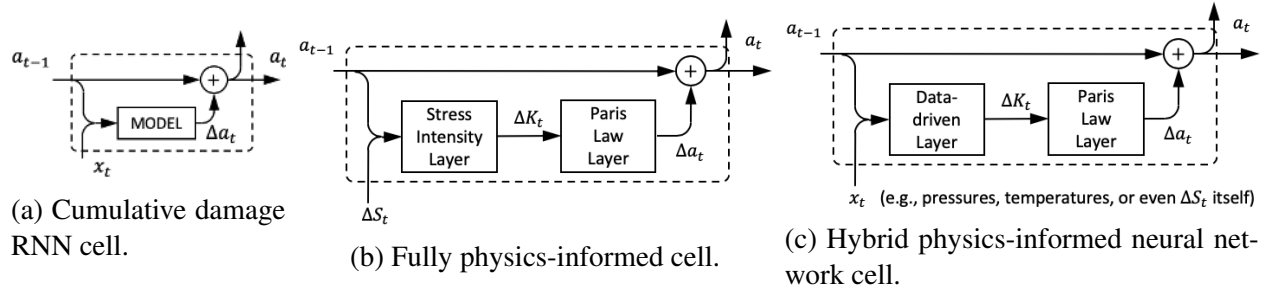 a_{t-1}
a_t
+
MODEL
Δa_t
x_t
(a) Cumulative damage
RNN cell.
a_{t-1}
a_t
+
Stress
Intensity
Layer
ΔK_t
Paris
Law
Layer
Δa_t
ΔS_t
(b) Fully physics-informed cell.
a_{t-1}
a_t
+
Data-
driven
Layer
ΔK_t
Paris
Law
Layer
Δa_t
x_t (e.g., pressures, temperatures, or even ΔS_t itself)
(c) Hybrid physics-informed neural net-
work cell.